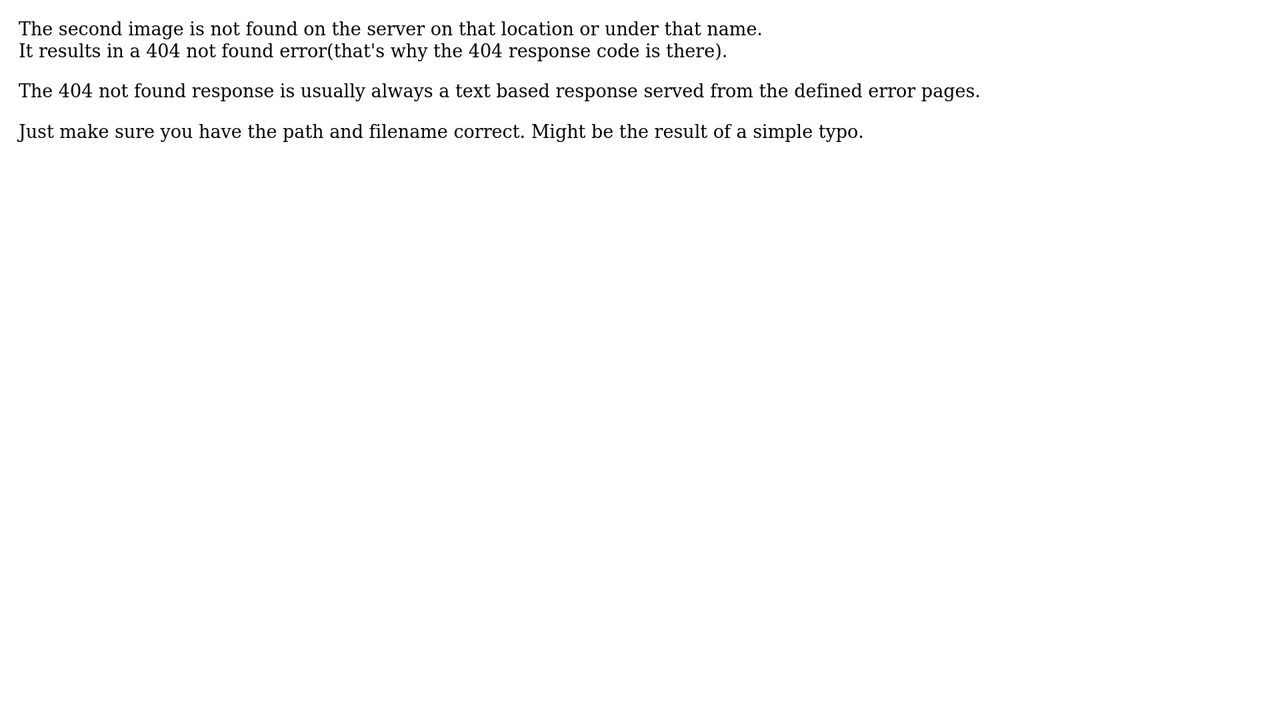 The second image is not found on the server on that location or under that name.
It results in a 404 not found error(that's why the 404 response code is there).
The 404 not found response is usually always a text based response served from the defined error pages.
Just make sure you have the path and filename correct. Might be the result of a simple typo.